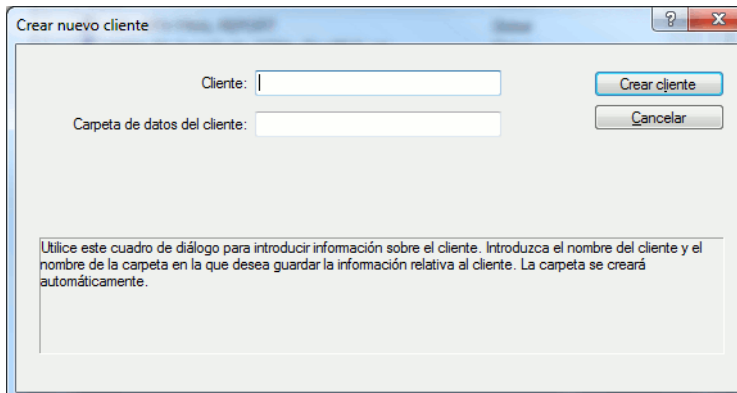 Crear nuevo cliente
Cliente:
Crear cliente
Carpeta de datos del cliente:
Cancelar
Utilice este cuadro de diálogo para introducir información sobre el cliente. Introduzca el nombre del cliente y el
nombre de la carpeta en la que desea guardar la información relativa al cliente. La carpeta se creará
automáticamente.